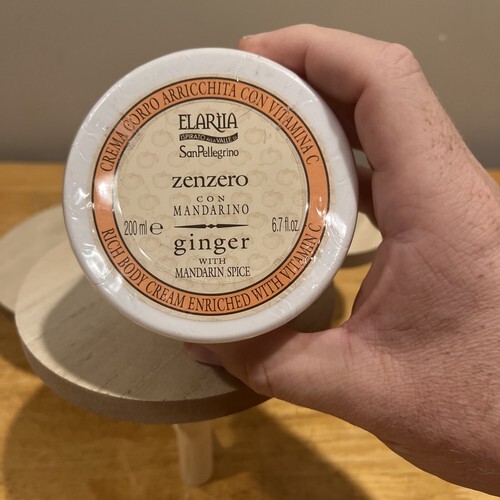 CREMA CORPO ARRICCHITA CON VITAMINA C
ELARIIA
ISPIRATO ALLA VALLE DI
SanPellegrino
zenzero
CON
MANDARINO
200 ml e 6.7 fl.oz
ginger
WITH
MANDARIN SPICE
RICH BODY CREAM ENRICHED WITH VITAMIN C